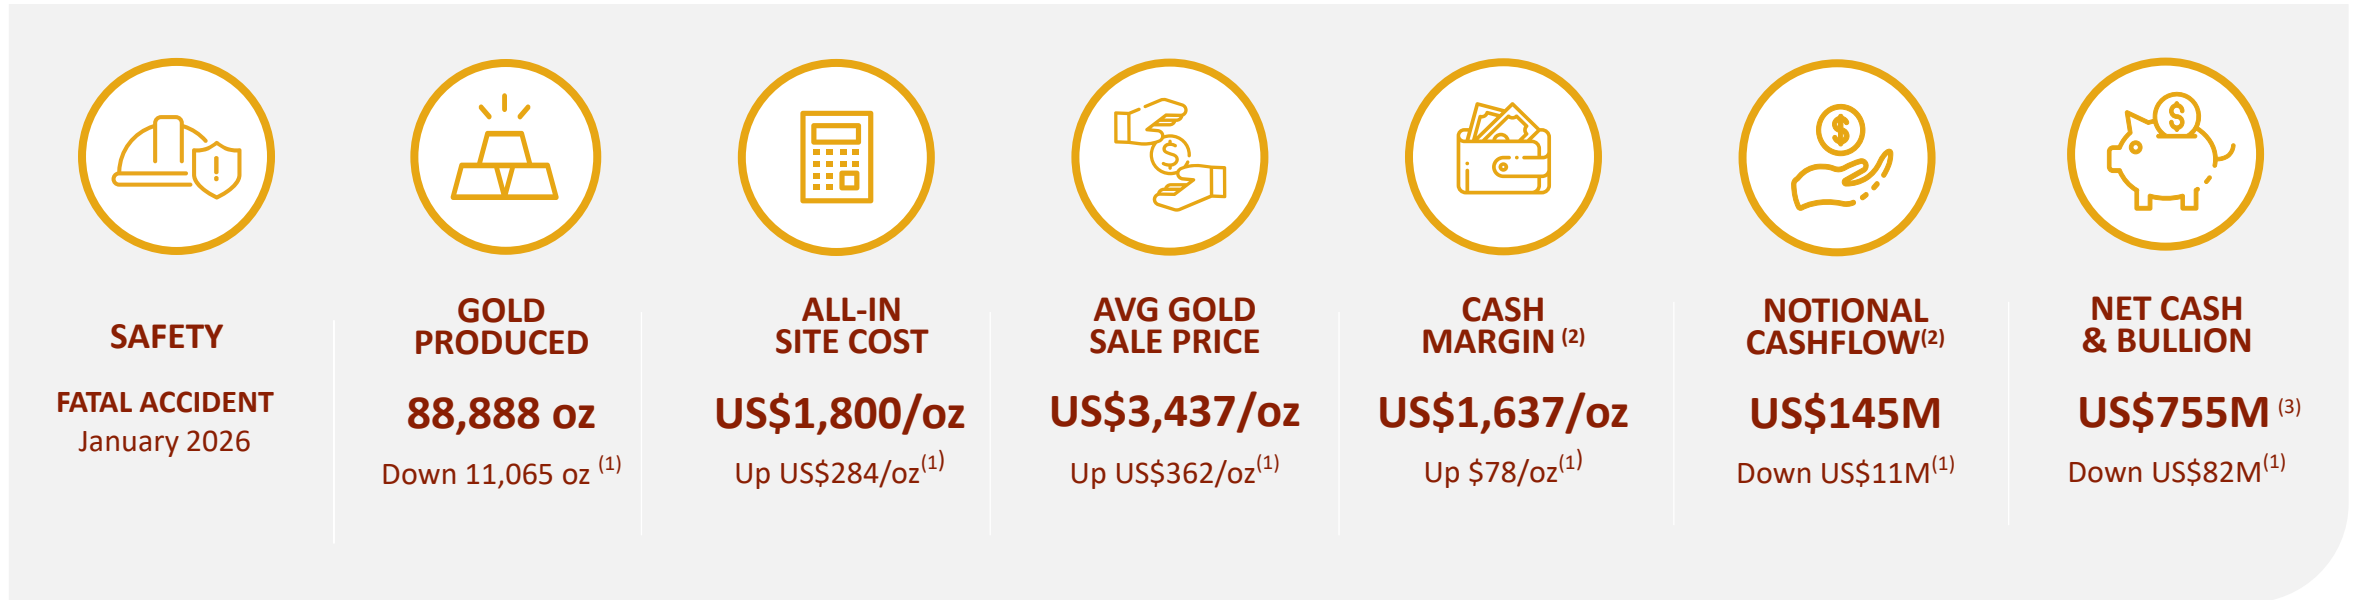 SAFETY
FATAL ACCIDENT
January 2026
GOLD
PRODUCED
88,888 oz
Down 11,065 oz (1)
ALL-IN
SITE COST
US$1,800/oz
Up US$284/oz(1)
AVG GOLD
SALE PRICE
US$3,437/oz
Up US$362/oz(1)
CASH
MARGIN (2)
US$1,637/oz
Up $78/oz(1)
NOTIONAL
CASHFLOW(2)
US$145M
Down US$11M(1)
NET CASH
& BULLION
US$755M (3)
Down US$82M(1)